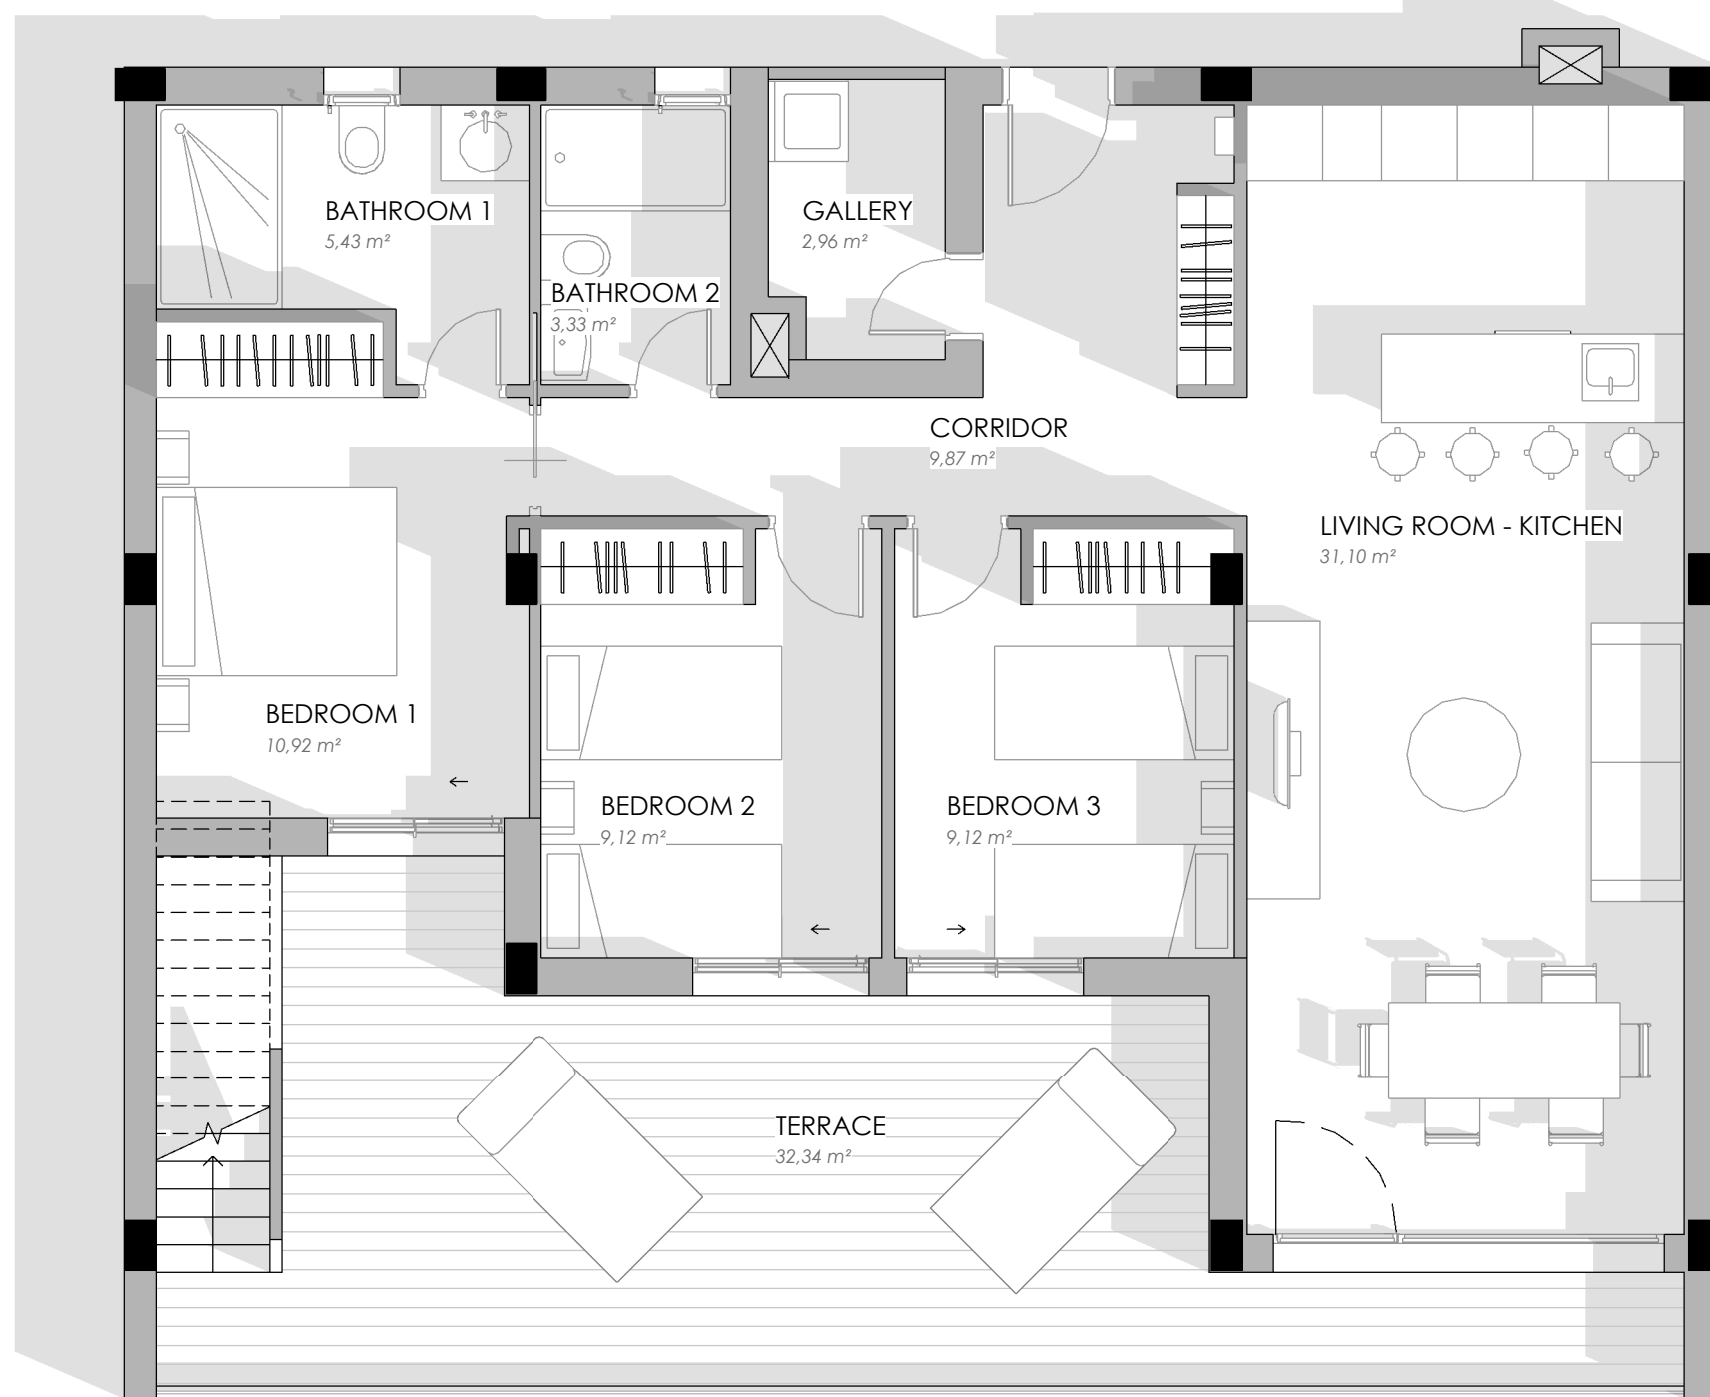 BATHROOM 1
5,43 m²
GALLERY
2,96 m²
BATHROOM 2
3,33 m²
CORRIDOR
9,87 m²
LIVING ROOM - KITCHEN
31,10 m²
BEDROOM 1
10,92 m²
BEDROOM 2
9,12 m²
BEDROOM 3
9,12 m²
TERRACE
32,34 m²